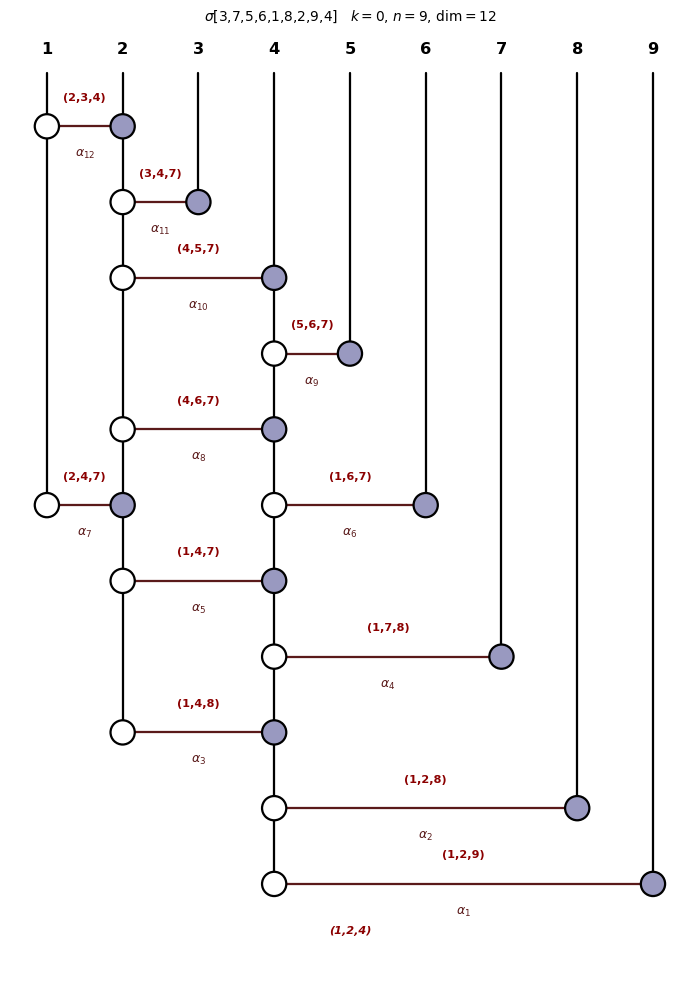 σ[3,7,5,6,1,8,2,9,4]   k = 0, n = 9, dim = 12
1 2 3 4 5 6 7 8 9
(2,3,4)
α₁₂
(3,4,7)
α₁₁
(4,5,7)
α₁₀
(5,6,7)
α₉
(4,6,7)
α₈
(2,4,7) (1,6,7)
α₇ α₆
(1,4,7)
α₅
(1,7,8)
α₄
(1,4,8)
α₃
(1,2,8)
α₂
(1,2,9)
α₁
(1,2,4)